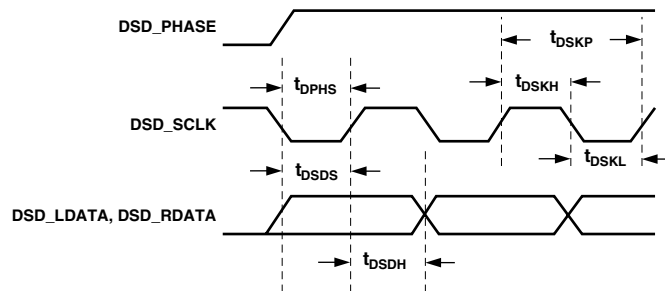 DSD_PHASE
tDSKP
tDPHS
tDSKH
DSD_SCLK
tDSDS
tDSKL
DSD_LDATA, DSD_RDATA
tDSDH